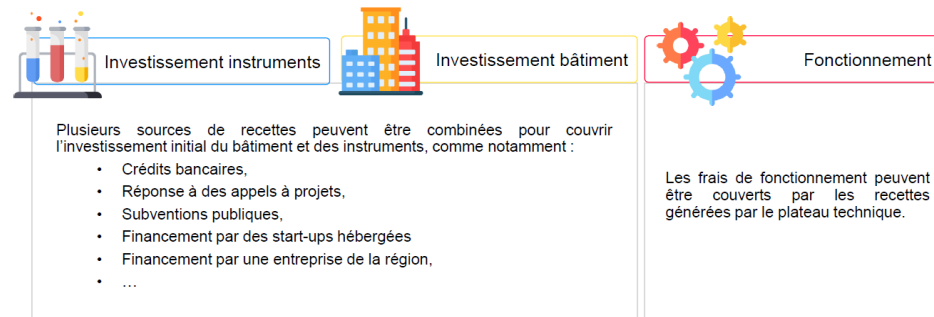 Investissement instruments
Investissement bâtiment
Fonctionnement
Plusieurs sources de recettes peuvent être combinées pour couvrir
l’investissement initial du bâtiment et des instruments, comme notamment :
• Crédits bancaires,
• Réponse à des appels à projets,
• Subventions publiques,
• Financement par des start-ups hébergées
• Financement par une entreprise de la région,
• …
Les frais de fonctionnement peuvent
être couverts par les recettes
générées par le plateau technique.